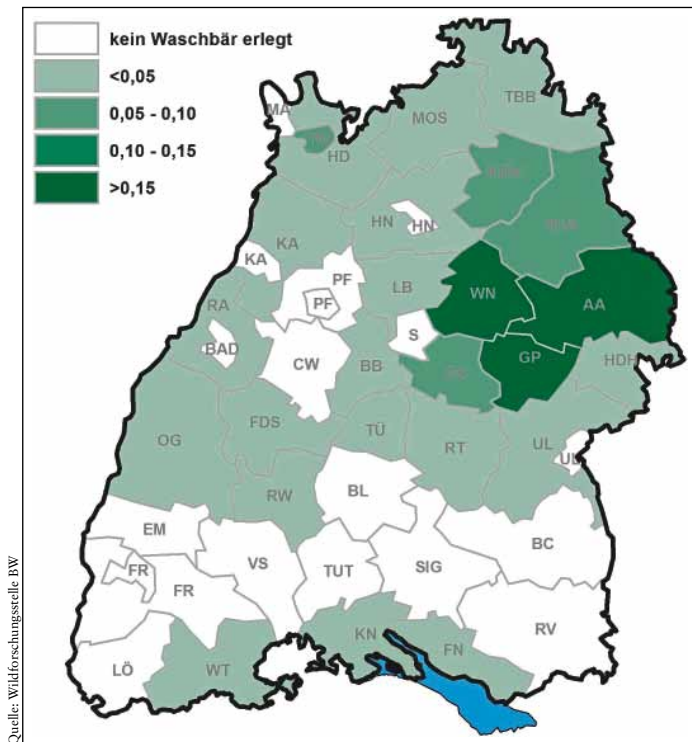 kein Waschbär erlegt
<0,05
0,05 - 0,10
0,10 - 0,15
>0,15
TBB
MA
MOS
HD
HN
HN
KA
KA
PF
PF
LB
WN
AA
RA
BAD
S
CW
BB
GP
HDH
OG
FDS
TÜ
RT
UL
UL
RW
BL
EM
BC
FR
FR
VS
TUT
SIG
RV
KN
FN
LÖ
WT
Quelle: Wildforschungsstelle BW